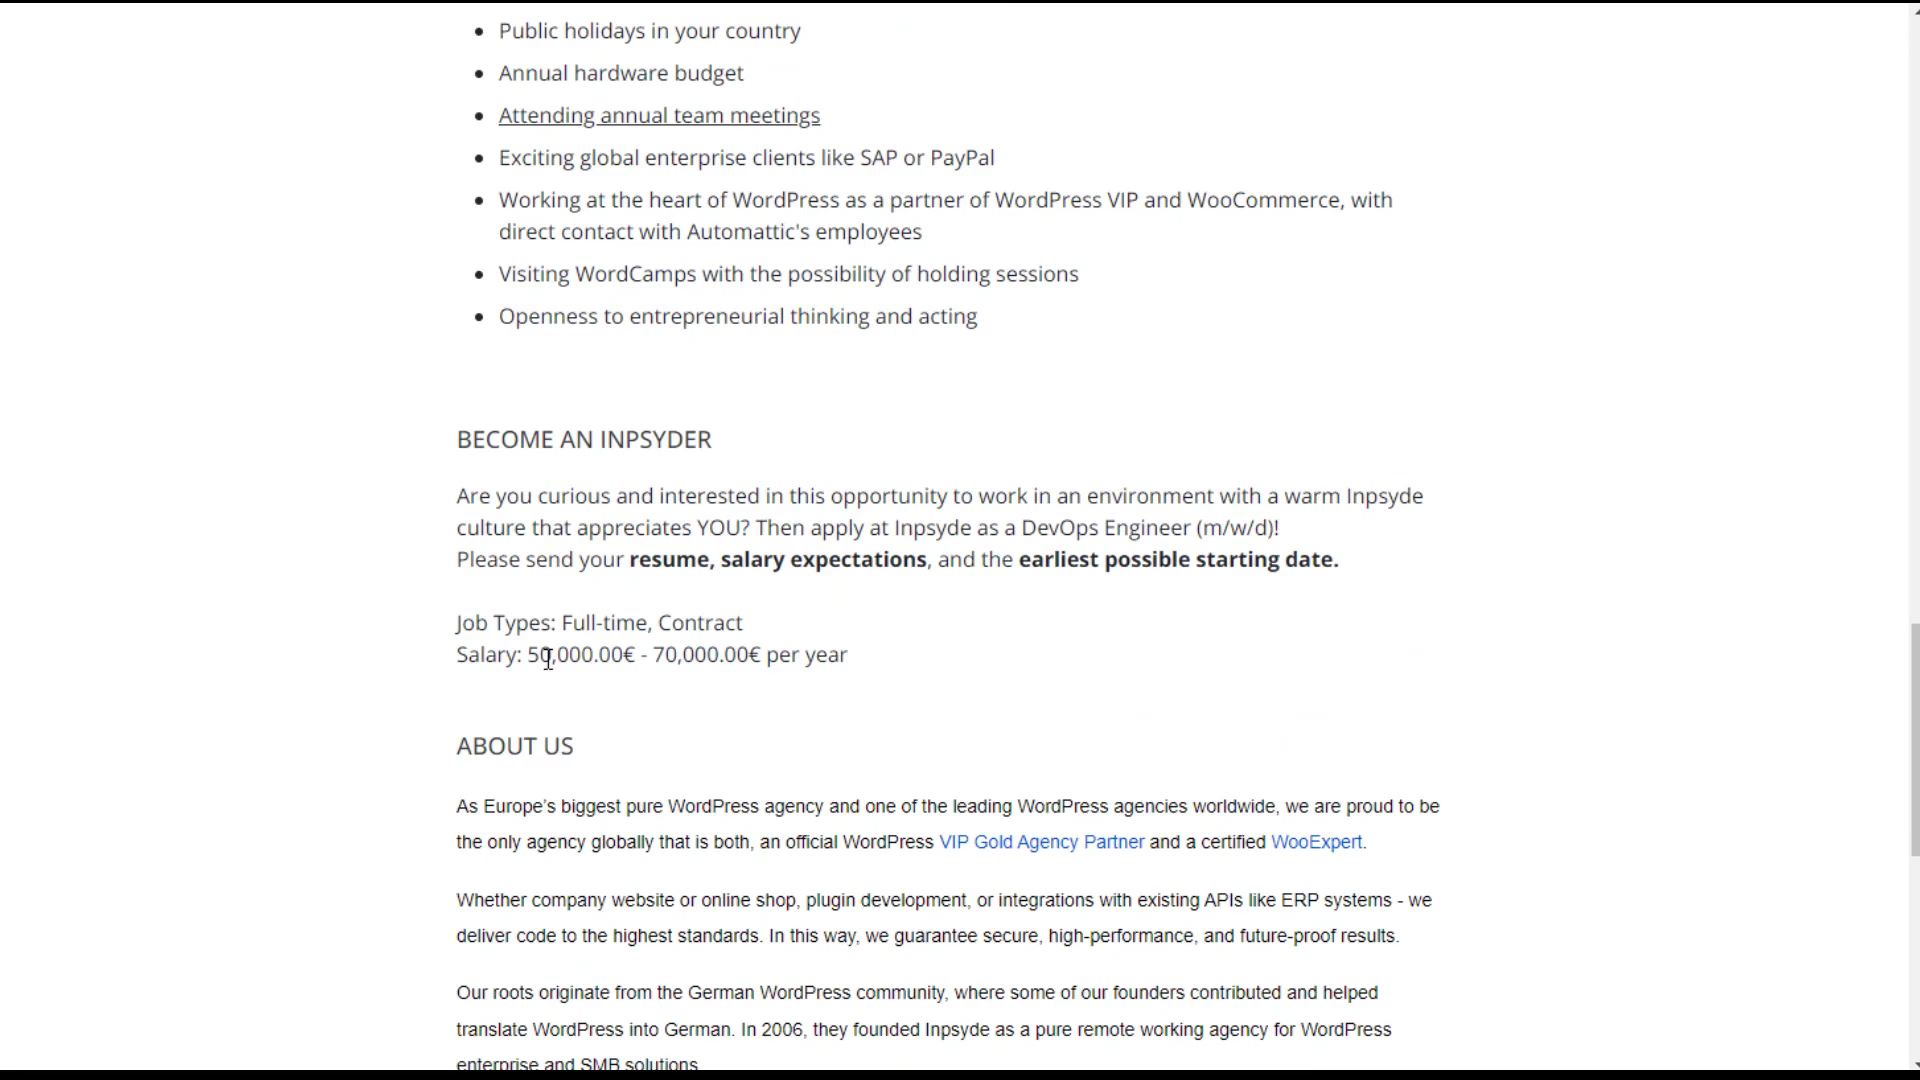 Public holidays in your country
Annual hardware budget
Attending annual team meetings
Exciting global enterprise clients like SAP or PayPal
Working at the heart of WordPress as a partner of WordPress VIP and WooCommerce, with
direct contact with Automattic's employees
Visiting WordCamps with the possibility of holding sessions
Openness to entrepreneurial thinking and acting
BECOME AN INPSYDER
Are you curious and interested in this opportunity to work in an environment with a warm Inpsyde
culture that appreciates YOU? Then apply at Inpsyde as a DevOps Engineer (m/w/d)!
Please send your resume, salary expectations, and the earliest possible starting date.
Job Types: Full-time, Contract
Salary: 50,000.00€ - 70,000.00€ per year
ABOUT US
As Europe’s biggest pure WordPress agency and one of the leading WordPress agencies worldwide, we are proud to be
the only agency globally that is both, an official WordPress VIP Gold Agency Partner and a certified WooExpert.
Whether company website or online shop, plugin development, or integrations with existing APIs like ERP systems - we
deliver code to the highest standards. In this way, we guarantee secure, high-performance, and future-proof results.
Our roots originate from the German WordPress community, where some of our founders contributed and helped
translate WordPress into German. In 2006, they founded Inpsyde as a pure remote working agency for WordPress
enterprise and SMB solutions.